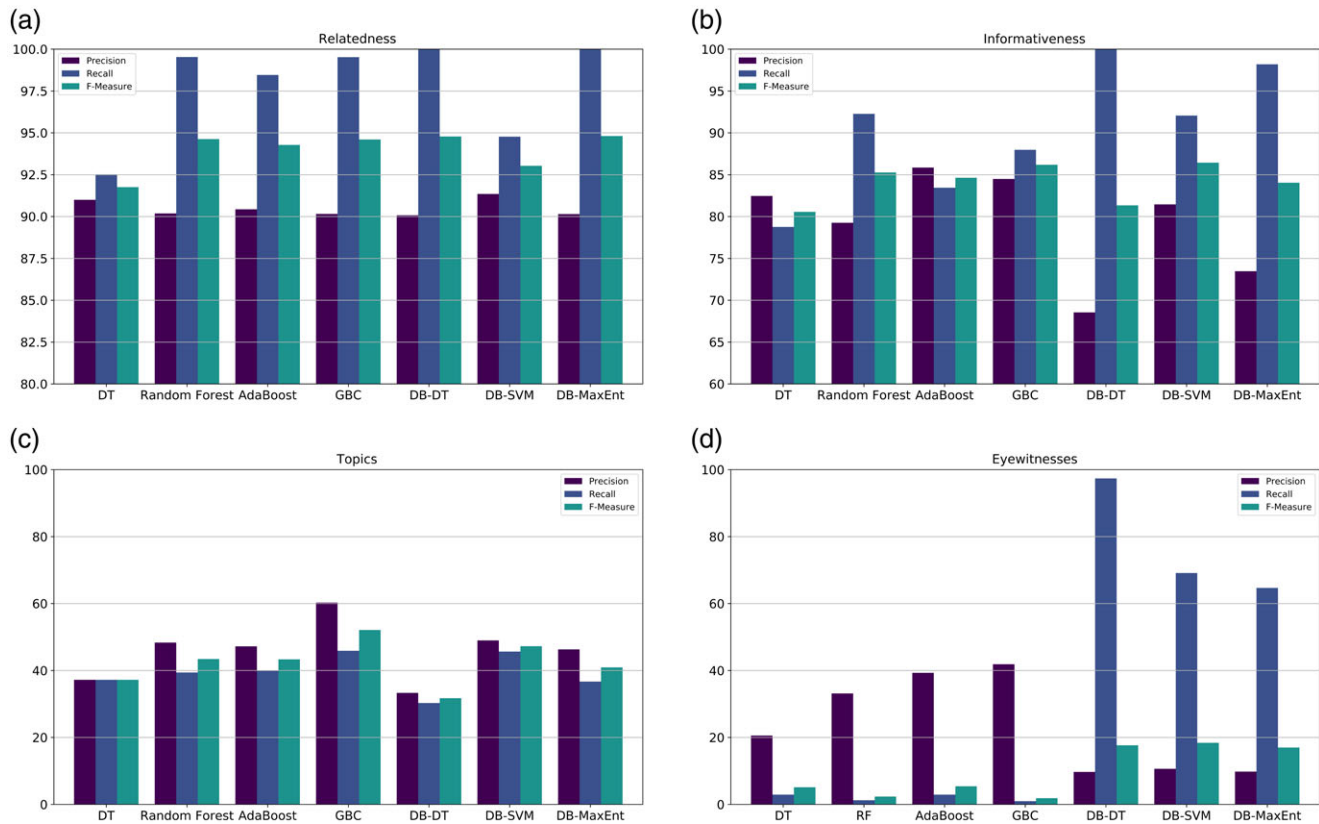 (a)
Relatedness
100.0
97.5
95.0
92.5
90.0
87.5
85.0
82.5
80.0
Precision
Recall
F-Measure
DT Random Forest AdaBoost GBC DB-DT DB-SVM DB-MaxEnt
(b)
Informativeness
100
95
90
85
80
75
70
65
60
Precision
Recall
F-Measure
DT Random Forest AdaBoost GBC DB-DT DB-SVM DB-MaxEnt
(c)
Topics
100
80
60
40
20
0
Precision
Recall
F-Measure
DT Random Forest AdaBoost GBC DB-DT DB-SVM DB-MaxEnt
(d)
Eyewitnesses
100
80
60
40
20
0
Precision
Recall
F-Measure
DT RF AdaBoost GBC DB-DT DB-SVM DB-MaxEnt